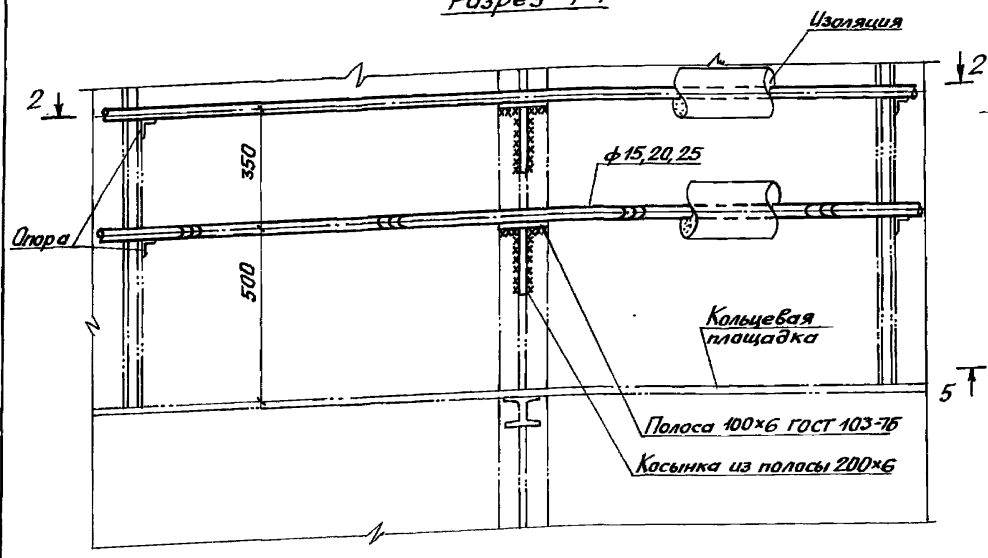 Разрез 1-1
Изоляция
2
2
350
ф15,20,25
Опора
500
Кольцевая
площадка
5
Полоса 100×6 ГОСТ 103-76
Косынка из полосы 200×6